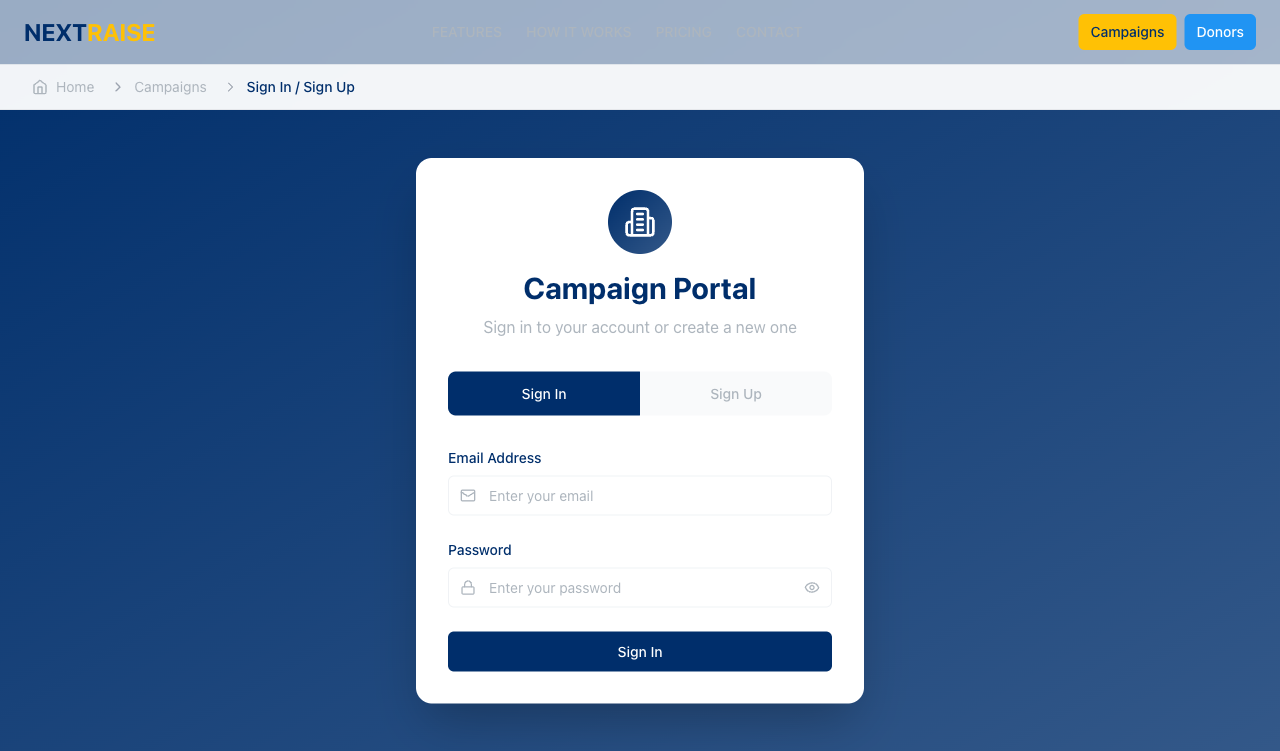 NEXTRAISE FEATURES HOW IT WORKS PRICING CONTACT Campaigns Donors
Home Campaigns Sign In / Sign Up
Campaign Portal
Sign in to your account or create a new one
Sign In Sign Up
Email Address
Enter your email
Password
Enter your password
Sign In